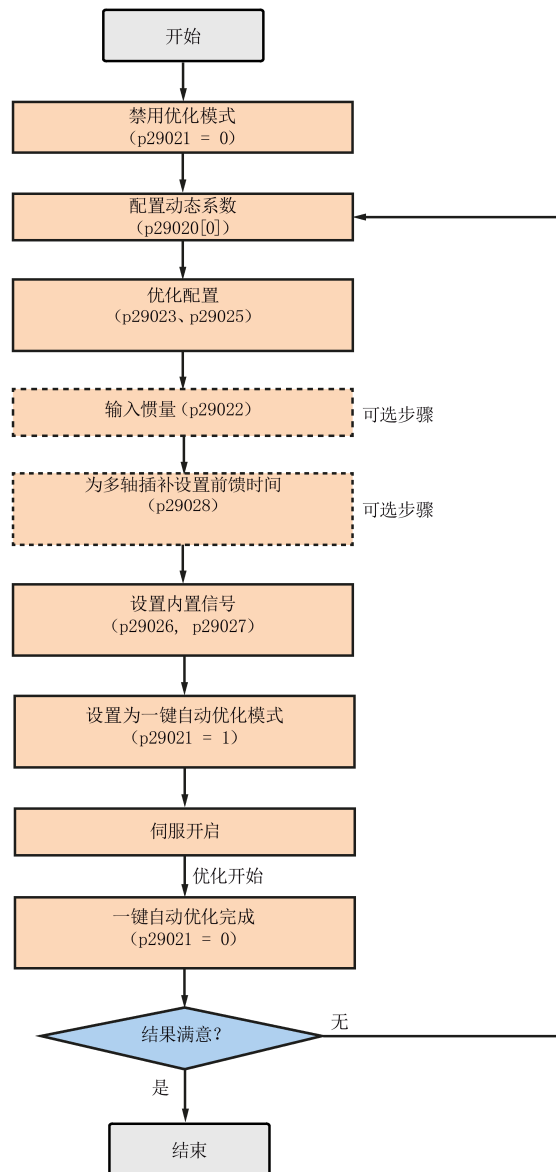 开始
禁用优化模式
(p29021 = 0)
配置动态系数
(p29020[0])
优化配置
(p29023、p29025)
输入惯量(p29022)
可选步骤
为多轴插补设置前馈时间
(p29028)
可选步骤
设置内置信号
(p29026, p29027)
设置为一键自动优化模式
(p29021 = 1)
伺服开启
优化开始
一键自动优化完成
(p29021 = 0)
结果满意?
无
是
结束